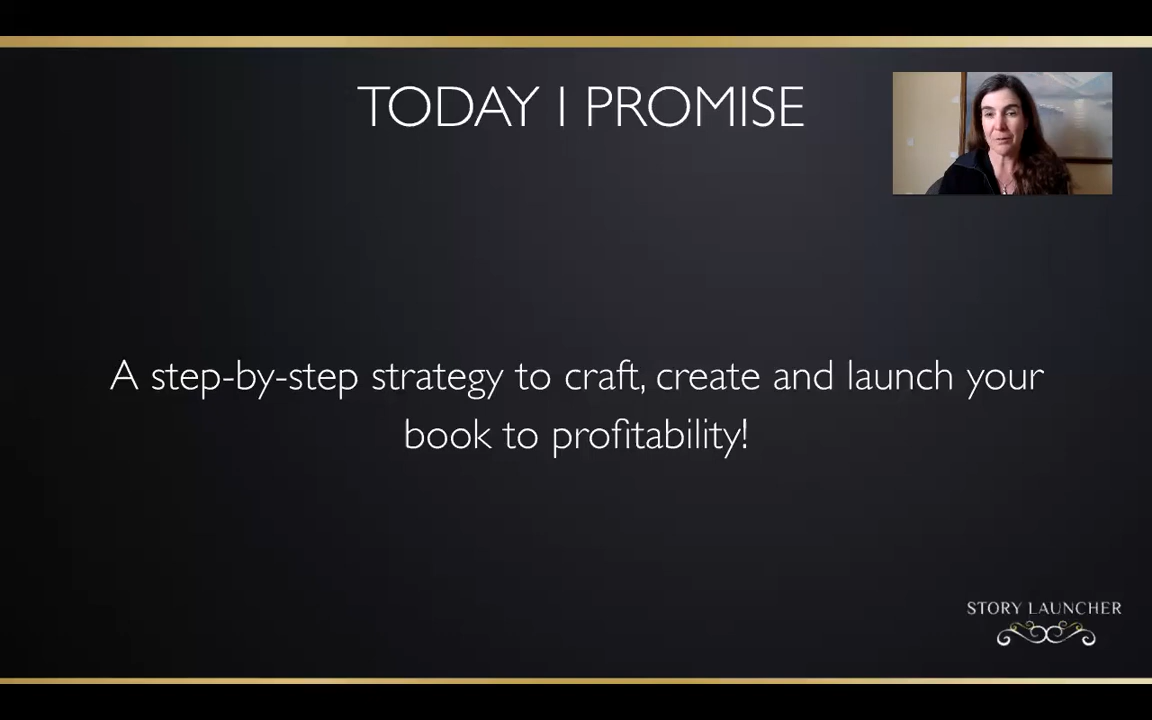 TODAY I PROMISE
A step-by-step strategy to craft, create and launch your
book to profitability!
STORY LAUNCHER